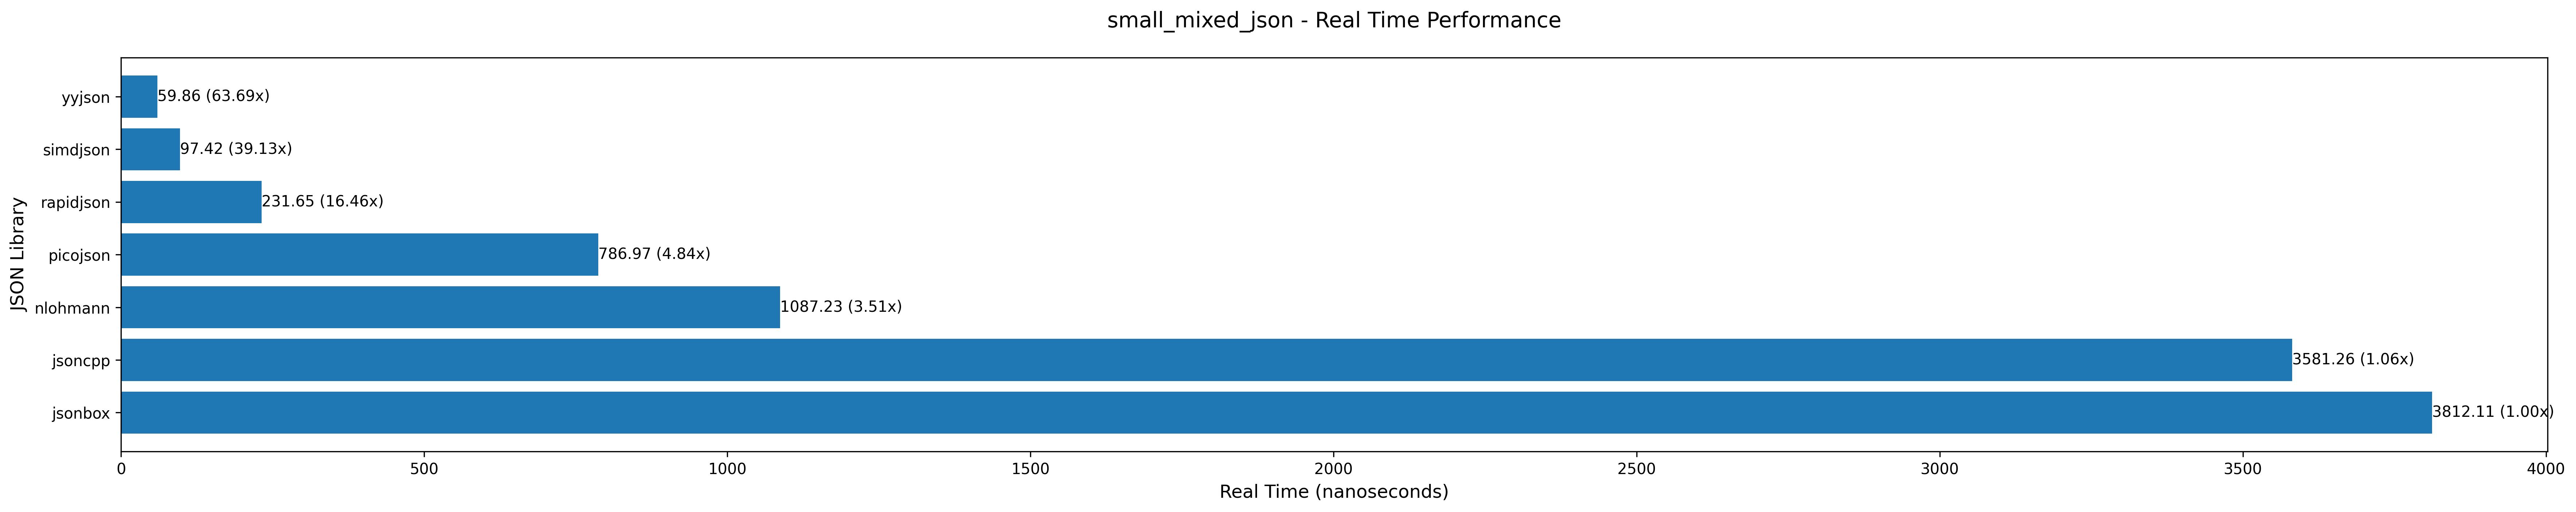 small_mixed_json - Real Time Performance
JSON Library
yyjson 59.86 (63.69x)
simdjson 97.42 (39.13x)
rapidjson 231.65 (16.46x)
picojson 786.97 (4.84x)
nlohmann 1087.23 (3.51x)
jsoncpp 3581.26 (1.06x)
jsonbox 3812.11 (1.00x)
0 500 1000 1500 2000 2500 3000 3500 4000
Real Time (nanoseconds)